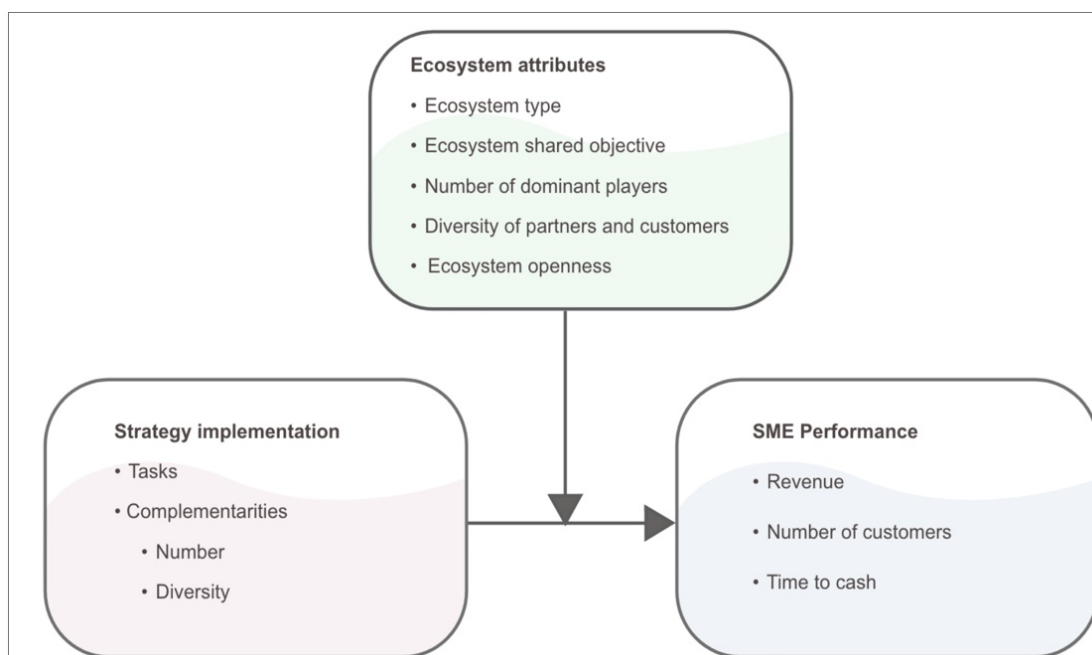 Ecosystem attributes
• Ecosystem type
• Ecosystem shared objective
• Number of dominant players
• Diversity of partners and customers
• Ecosystem openness
Strategy implementation
• Tasks
• Complementarities
• Number
• Diversity
SME Performance
• Revenue
• Number of customers
• Time to cash